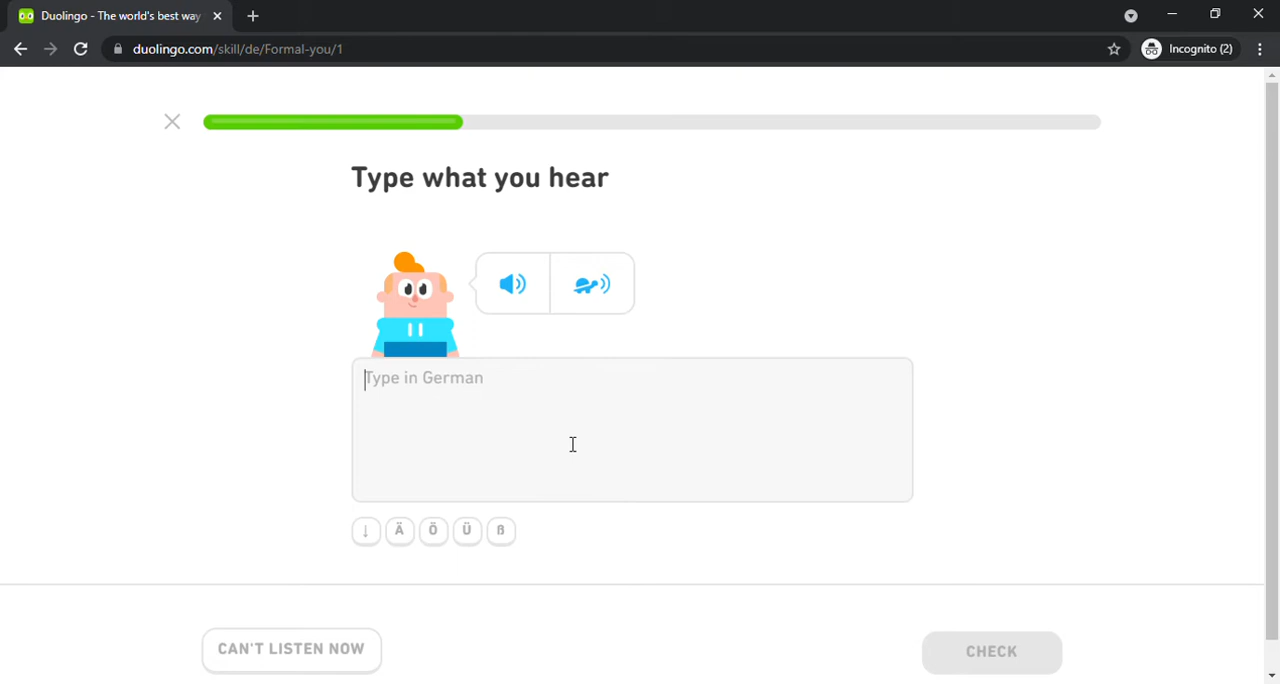 Duolingo - The world's best way
duolingo.com/skill/de/Formal-you/1
Incognito (2)
Type what you hear
Type in German
↓ Ä Ö Ü ß
CAN'T LISTEN NOW
CHECK